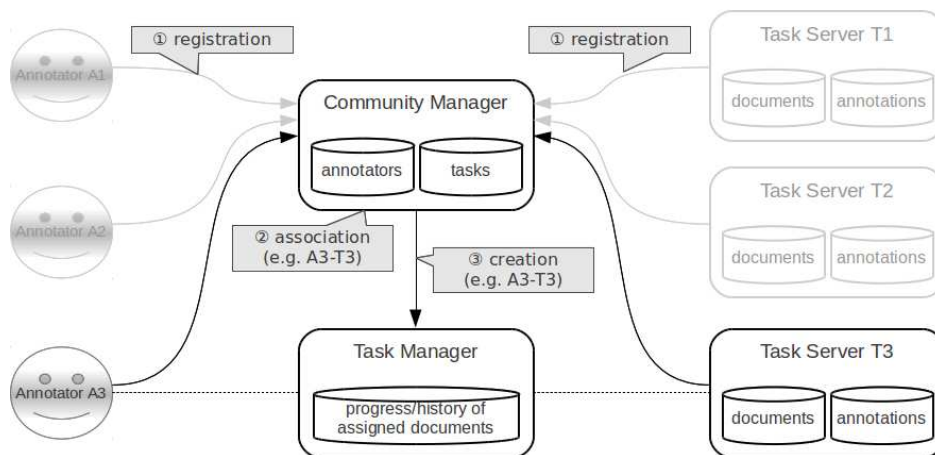 ① registration
① registration
Task Server T1
documents
annotations
Annotator A1
Community Manager
annotators
tasks
Task Server T2
documents
annotations
Annotator A2
② association
(e.g. A3-T3)
③ creation
(e.g. A3-T3)
Task Manager
progress/history of
assigned documents
Annotator A3
Task Server T3
documents
annotations